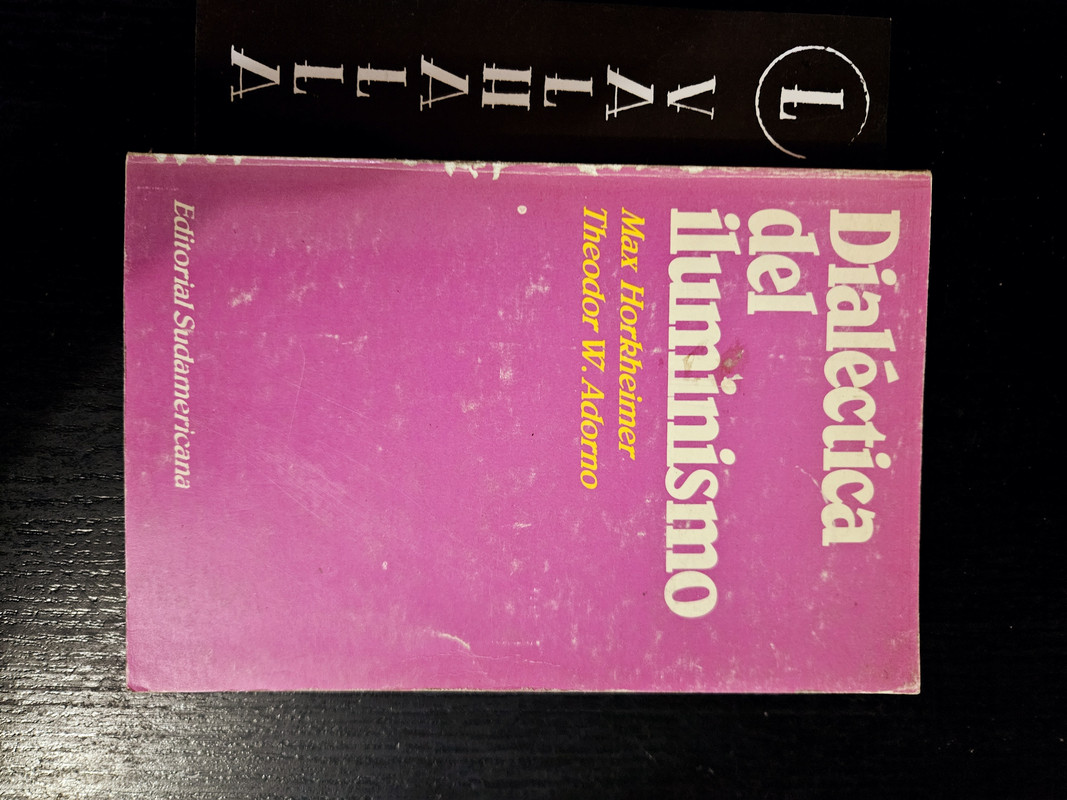 L
VALHALLA
Dialéctica
del
iluminismo
Max Horkheimer
Theodor W. Adorno
Editorial Sudamericana